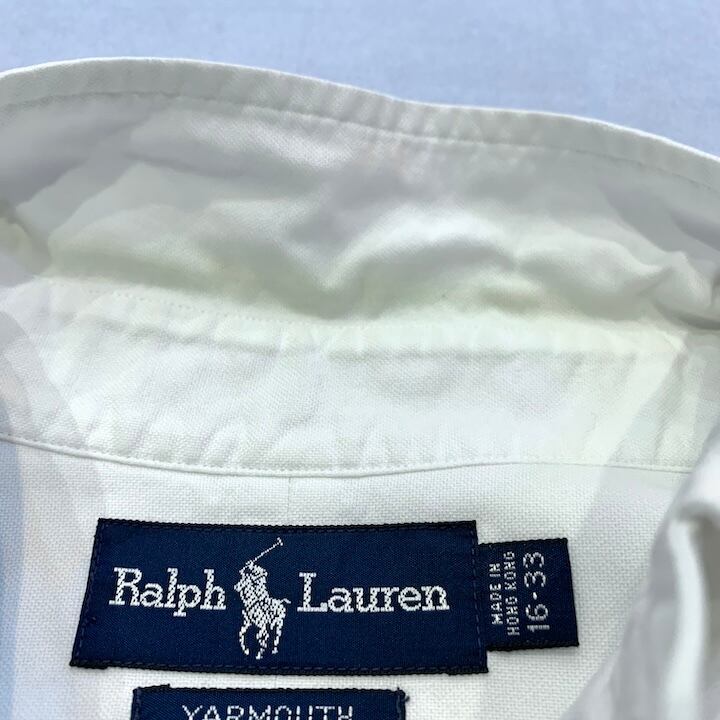 Ralph Lauren
MADE IN
HONG KONG
16-33
YARMOUTH